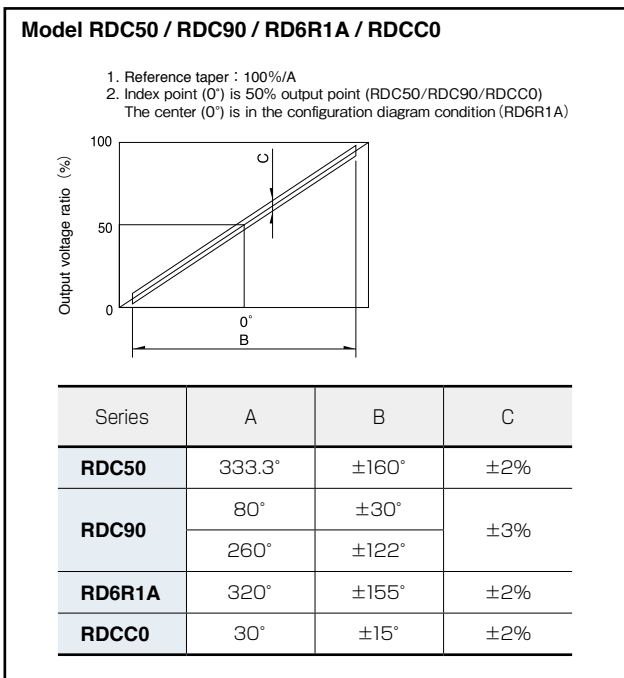 Model RDC50 / RDC90 / RD6R1A / RDCC0
1. Reference taper：100%/A
2. Index point (0˚) is 50% output point (RDC50/RDC90/RDCC0)
The center (0˚) is in the configuration diagram condition (RD6R1A)
Output voltage ratio (%)
100
50
0
C
0˚
B
Series A B C
RDC50 333.3˚ ±160˚ ±2%
RDC90 80˚ ±30˚ ±3%
260˚ ±122˚
RD6R1A 320˚ ±155˚ ±2%
RDCC0 30˚ ±15˚ ±2%